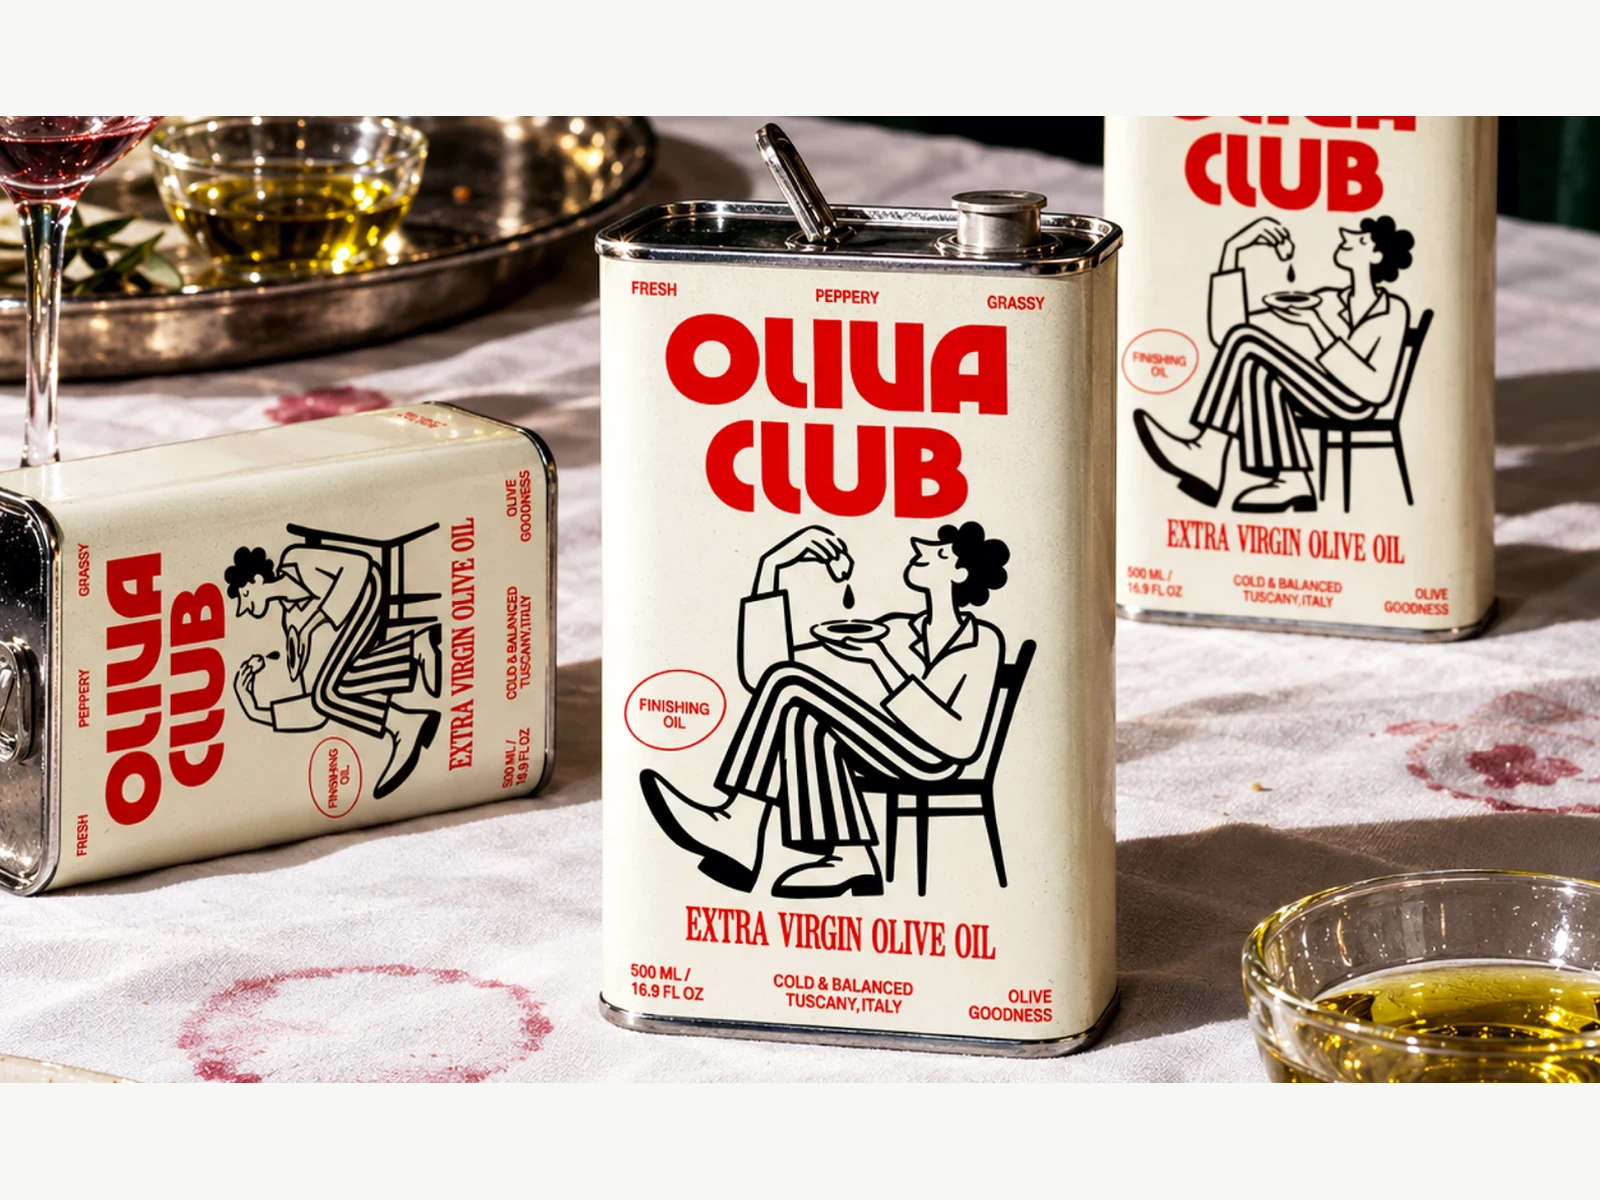 FRESH
PEPPERY
GRASSY
OLIVA
CLUB
FINISHING
OIL
EXTRA VIRGIN OLIVE OIL
500 ML /
16.9 FL OZ
COLD & BALANCED
TUSCANY, ITALY
OLIVE
GOODNESS
FRESH
PEPPERY
GRASSY
OLIVA
CLUB
FINISHING
OIL
EXTRA VIRGIN OLIVE OIL
500 ML /
16.9 FL OZ
COLD & BALANCED
TUSCANY, ITALY
OLIVE
GOODNESS
CLUB
FINISHING
OIL
EXTRA VIRGIN OLIVE OIL
500 ML /
16.9 FL OZ
COLD & BALANCED
TUSCANY, ITALY
OLIVE
GOODNESS